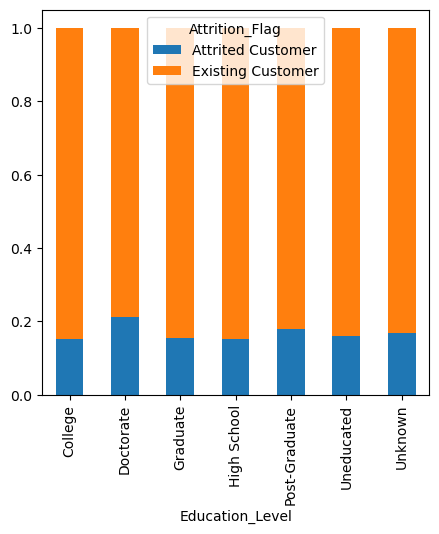 Attrition_Flag
Attrited Customer
Existing Customer
1.0
0.8
0.6
0.4
0.2
0.0
College
Doctorate
Graduate
High School
Post-Graduate
Uneducated
Unknown
Education_Level